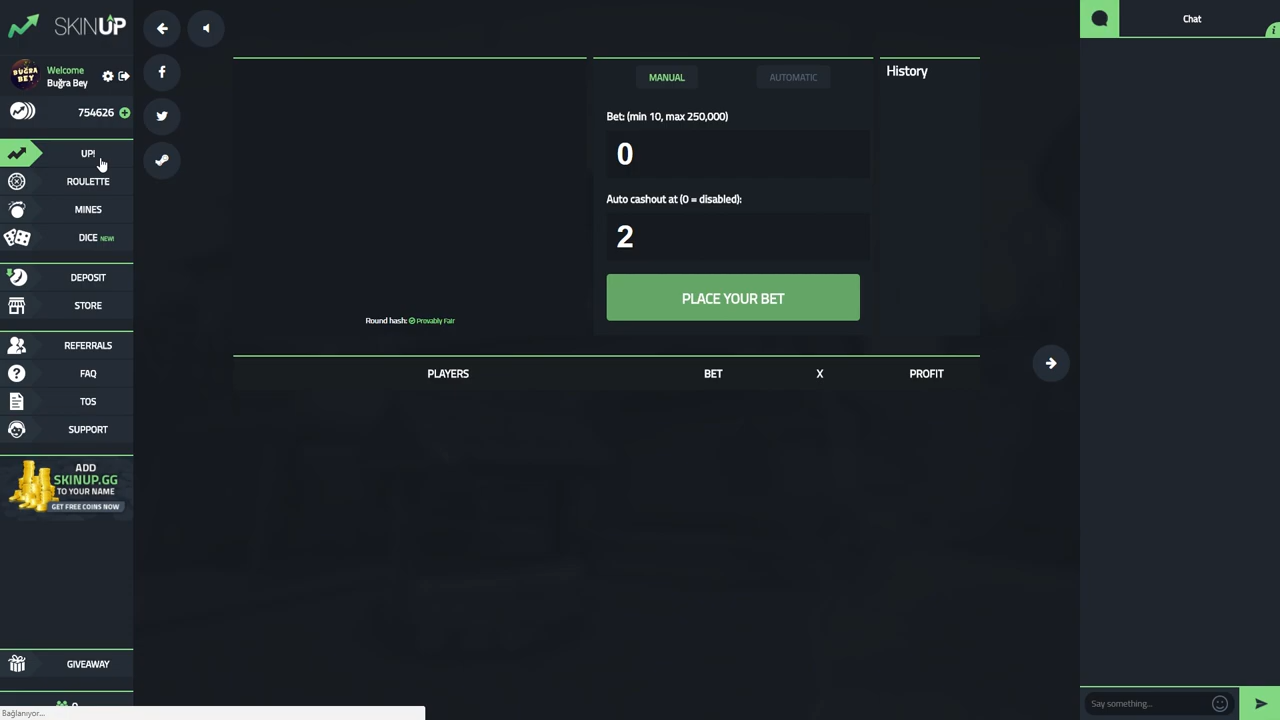 SKINUP
BUĞRA
BEY
Welcome
Buğra Bey
754626
UP!
ROULETTE
MINES
DICE NEW!
DEPOSIT
STORE
REFERRALS
FAQ
TOS
SUPPORT
ADD
SKINUP.GG
TO YOUR NAME
GET FREE COINS NOW
GIVEAWAY
Bağlanıyor...
MANUAL
AUTOMATIC
Bet: (min 10, max 250,000)
0
Auto cashout at (0 = disabled):
2
PLACE YOUR BET
Round hash: Provably Fair
History
PLAYERS BET X PROFIT
Chat
i
Say something...